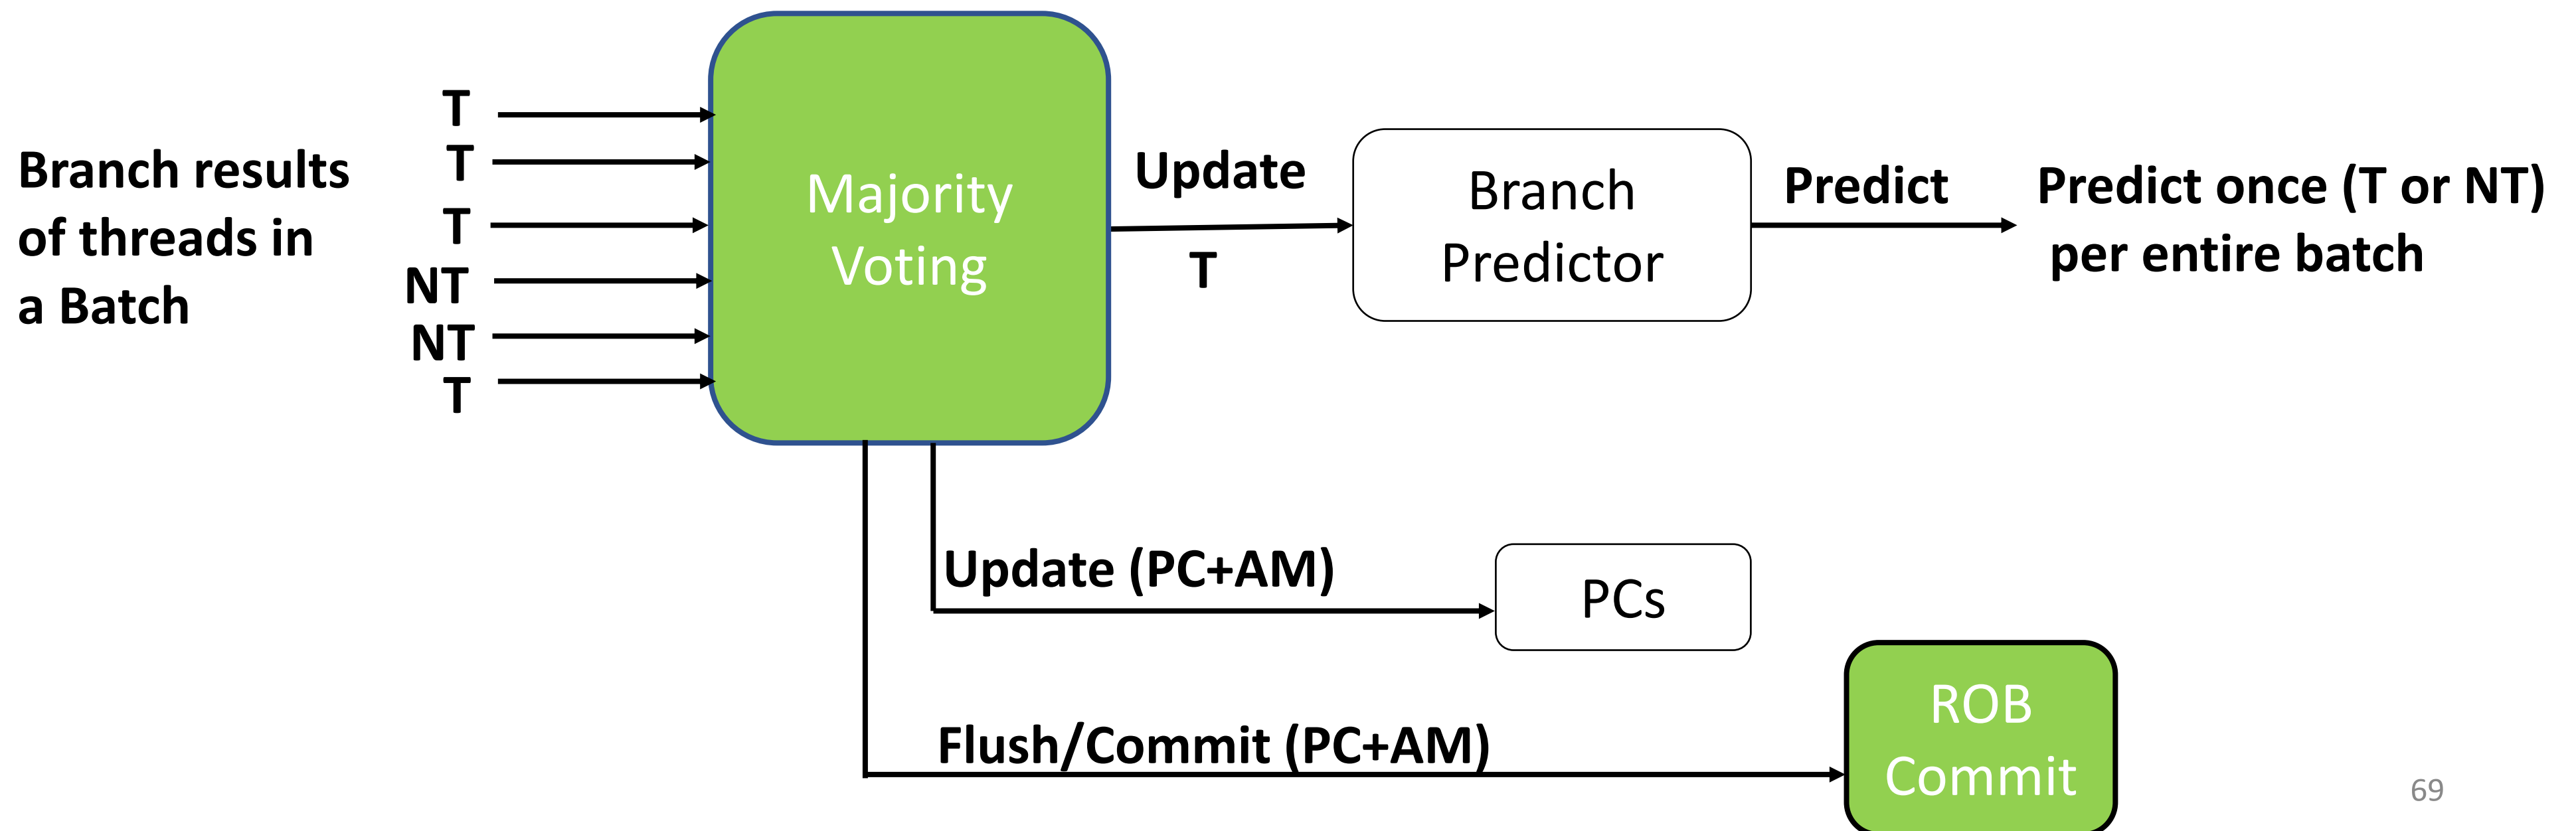 Branch results
of threads in
a Batch
T
T
T
NT
NT
T
Majority
Voting
Update
T
Branch
Predictor
Predict
Predict once (T or NT)
per entire batch
Update (PC+AM)
PCs
Flush/Commit (PC+AM)
ROB
Commit
69